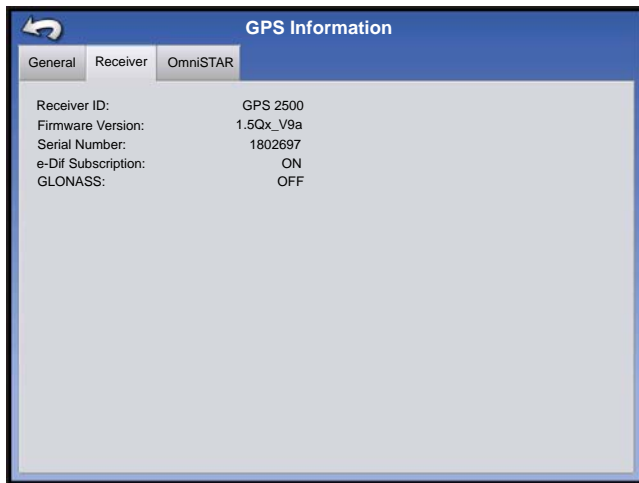 GPS Information
General Receiver OmniSTAR
Receiver ID: GPS 2500
Firmware Version: 1.5Qx_V9a
Serial Number: 1802697
e-Dif Subscription: ON
GLONASS: OFF